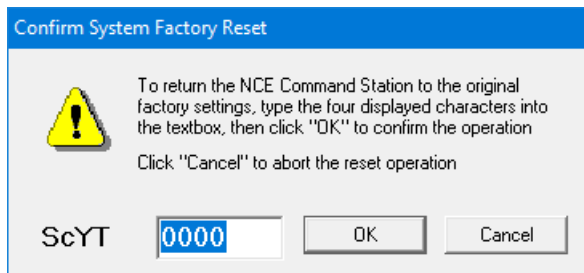 Confirm System Factory Reset
To return the NCE Command Station to the original
factory settings, type the four displayed characters into
the textbox, then click "OK" to confirm the operation
Click "Cancel" to abort the reset operation
ScYT 0000 OK Cancel